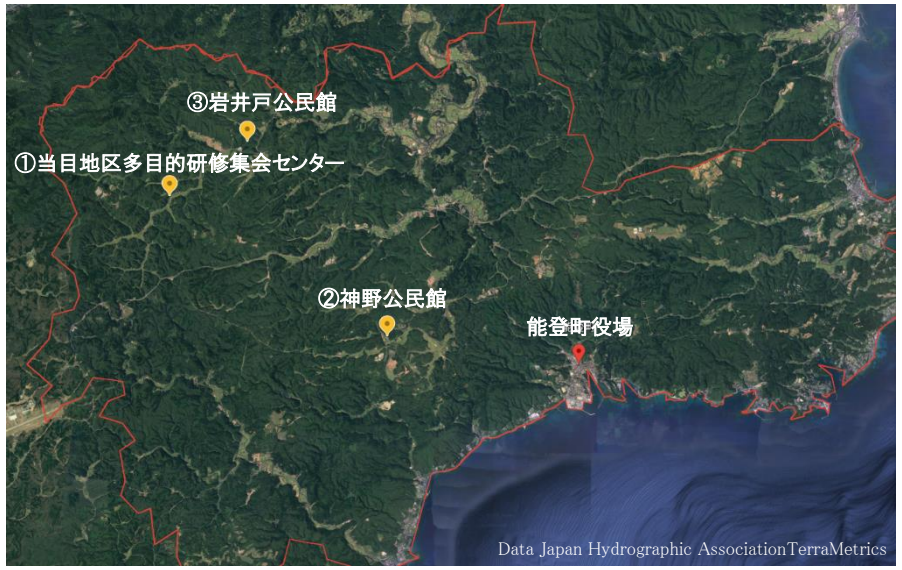 ③岩井戸公民館
①当目地区多目的研修集会センター
②神野公民館
能登町役場
Data Japan Hydrographic AssociationTerraMetrics